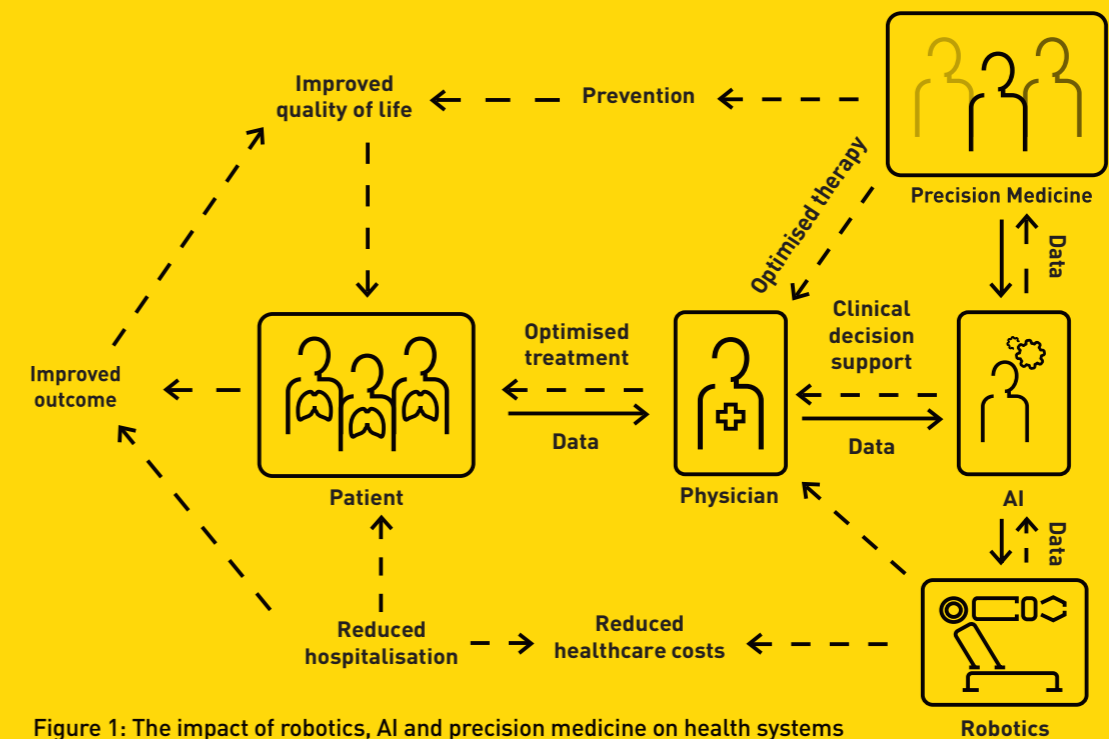 Improved
quality of life
Prevention
Precision Medicine
Optimised therapy
Data
Improved
outcome
Optimised
treatment
Data
Clinical
decision
support
Data
Patient
Physician
AI
Data
Reduced
hospitalisation
Reduced
healthcare costs
Robotics
Figure 1: The impact of robotics, AI and precision medicine on health systems